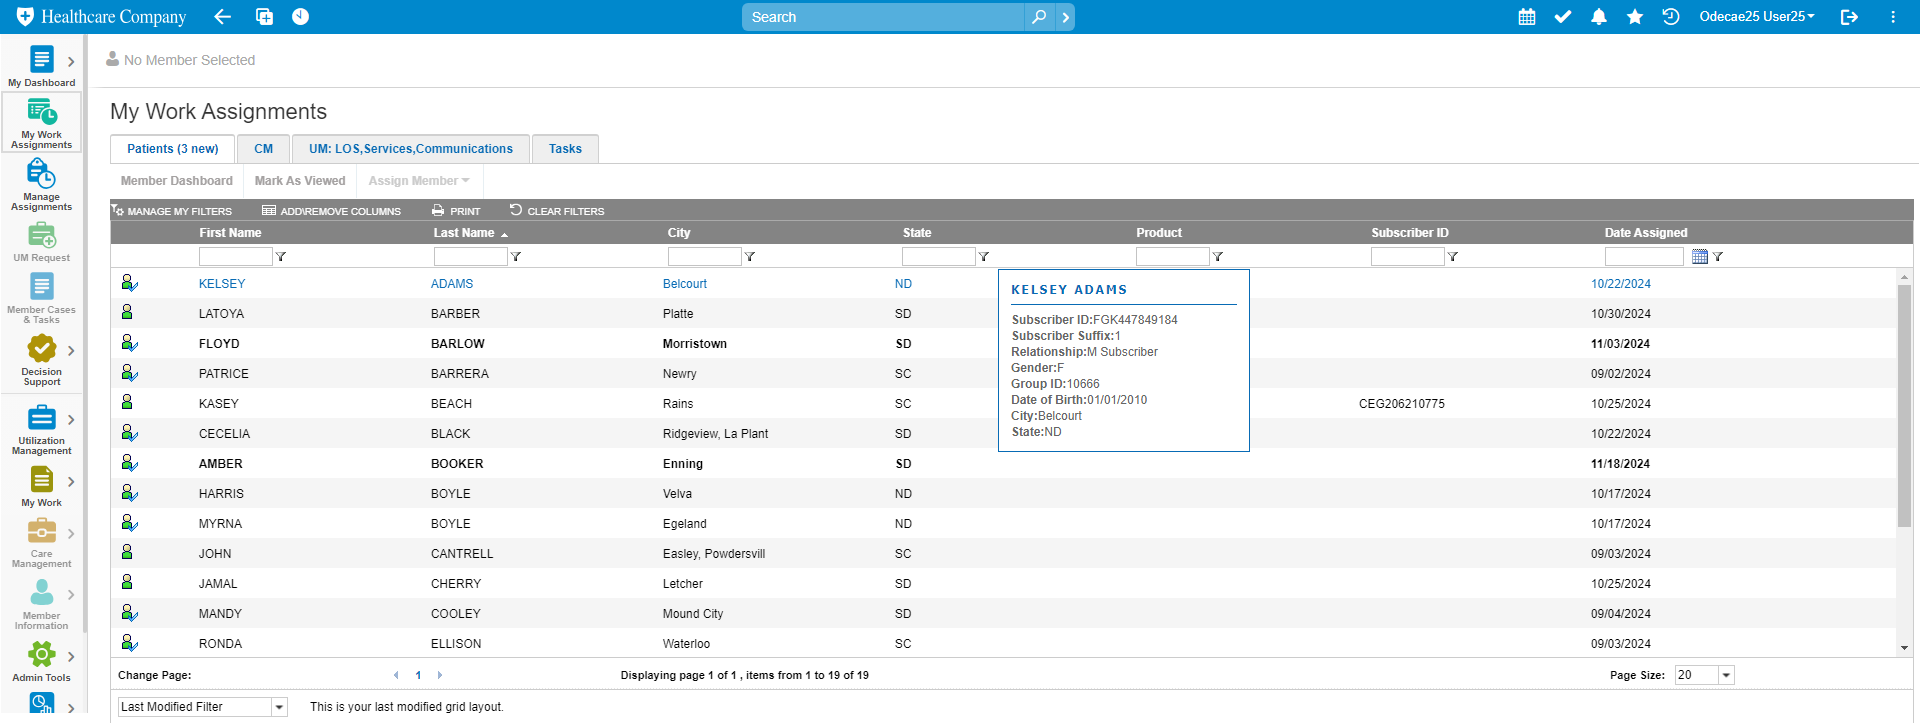 Healthcare Company
Search
Odecae25 User25
My Dashboard
My Work
Assignments
Manage
Assignments
UM Request
Member Cases
& Tasks
Decision
Support
Utilization
Management
My Work
Care
Management
Member
Information
Admin Tools
No Member Selected
My Work Assignments
Patients (3 new) CM UM: LOS,Services,Communications Tasks
Member Dashboard Mark As Viewed Assign Member
MANAGE MY FILTERS ADD\REMOVE COLUMNS PRINT CLEAR FILTERS
First Name Last Name City State Product Subscriber ID Date Assigned
KELSEY ADAMS Belcourt ND 10/22/2024
LATOYA BARBER Platte SD 10/30/2024
FLOYD BARLOW Morristown SD 11/03/2024
PATRICE BARRERA Newry SC 09/02/2024
KASEY BEACH Rains SC CEG206210775 10/25/2024
CECELIA BLACK Ridgeview, La Plant SD 10/22/2024
AMBER BOOKER Enning SD 11/18/2024
HARRIS BOYLE Velva ND 10/17/2024
MYRNA BOYLE Egeland ND 10/17/2024
JOHN CANTRELL Easley, Powdersvill SC 09/03/2024
JAMAL CHERRY Letcher SD 10/25/2024
MANDY COOLEY Mound City SD 09/04/2024
RONDA ELLISON Waterloo SC 09/03/2024
KELSEY ADAMS
Subscriber ID:FGK447849184
Subscriber Suffix:1
Relationship:M Subscriber
Gender:F
Group ID:10666
Date of Birth:01/01/2010
City:Belcourt
State:ND
Change Page: 1 Displaying page 1 of 1 , items from 1 to 19 of 19 Page Size: 20
Last Modified Filter This is your last modified grid layout.